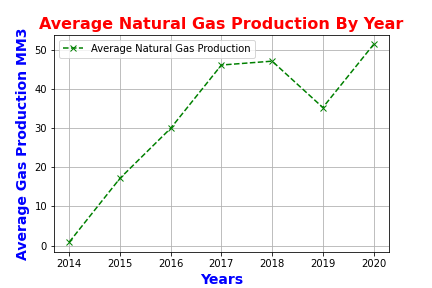 Average Natural Gas Production By Year
Average Natural Gas Production
Average Gas Production MM3
50
40
30
20
10
0
2014 2015 2016 2017 2018 2019 2020
Years